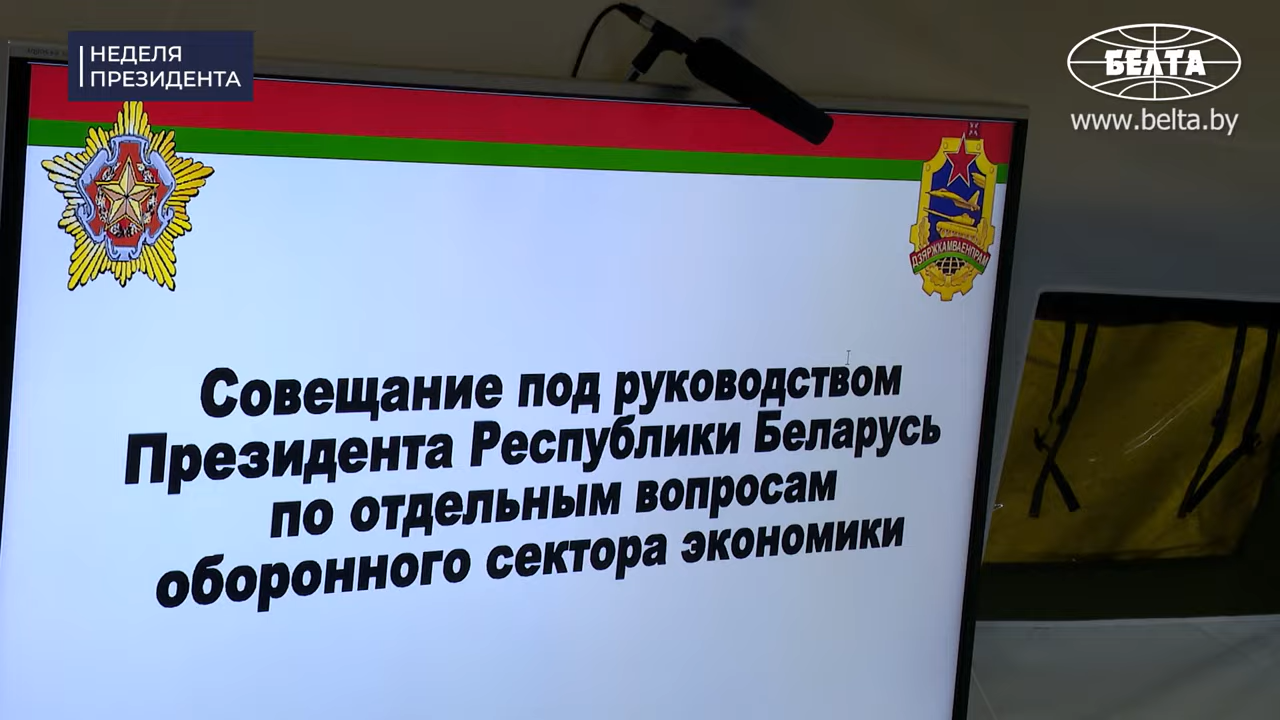 НЕДЕЛЯ
ПРЕЗИДЕНТА
БЕЛТА
www.belta.by
ДЗЯРЖКАМВАЕНПРАМ
Совещание под руководством
Президента Республики Беларусь
по отдельным вопросам
оборонного сектора экономики